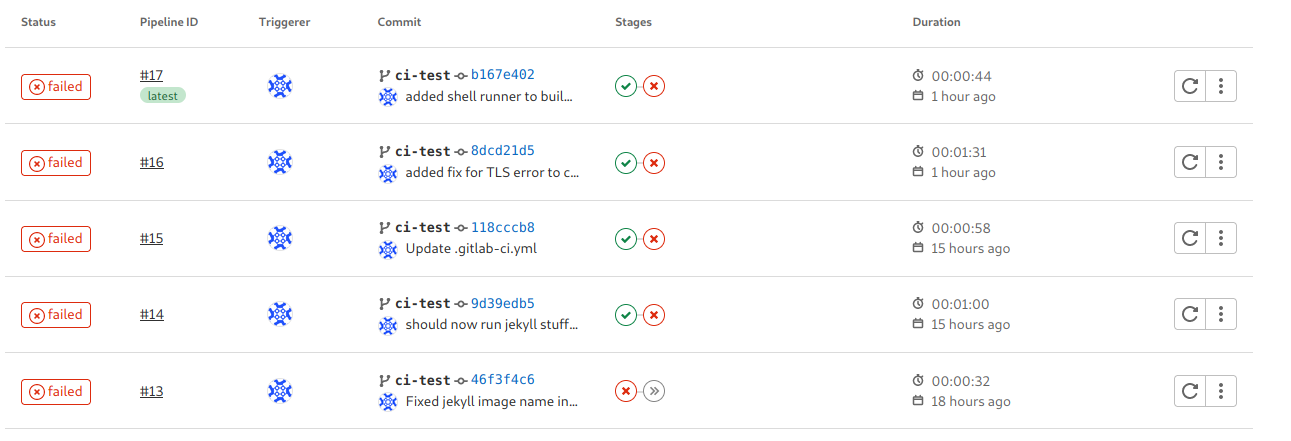 Status Pipeline ID Triggerer Commit Stages Duration
failed #17 ci-test b167e402 00:00:44
latest added shell runner to buil... 1 hour ago
failed #16 ci-test 8dcd21d5 00:01:31
added fix for TLS error to c... 1 hour ago
failed #15 ci-test 118cccb8 00:00:58
Update .gitlab-ci.yml 15 hours ago
failed #14 ci-test 9d39edb5 00:01:00
should now run jekyll stuff... 15 hours ago
failed #13 ci-test 46f3f4c6 00:00:32
Fixed jekyll image name in... 18 hours ago